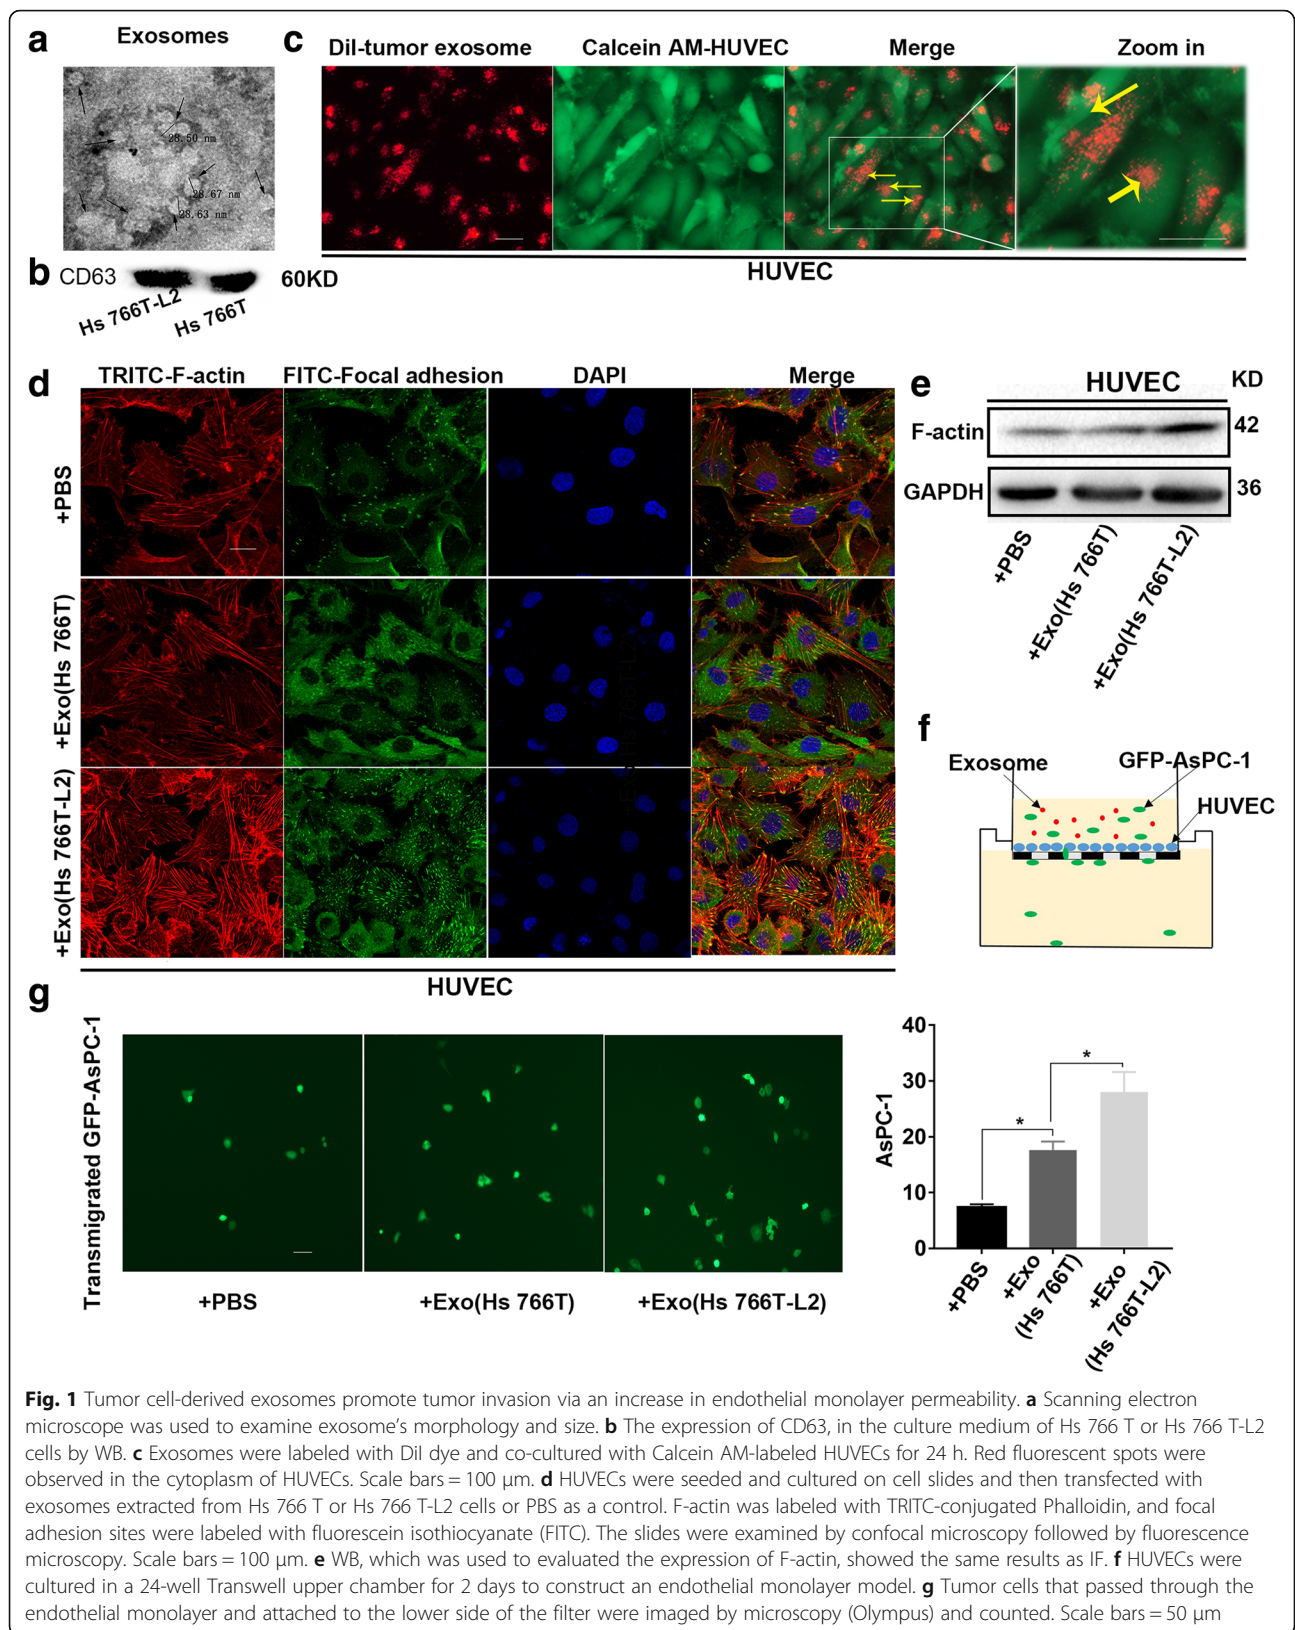 a
Exosomes
28.50 nm
28.67 nm
28.63 nm
b
CD63
60KD
Hs 766T-L2
Hs 766T
c
Dil-tumor exosome
Calcein AM-HUVEC
Merge
Zoom in
HUVEC
d
TRITC-F-actin
FITC-Focal adhesion
DAPI
Merge
+PBS
+Exo(Hs 766T)
+Exo(Hs 766T-L2)
HUVEC
e
HUVEC
KD
F-actin
42
GAPDH
36
+PBS
+Exo(Hs 766T)
+Exo(Hs 766T-L2)
f
Exosome
GFP-AsPC-1
HUVEC
g
Transmigrated GFP-AsPC-1
+PBS
+Exo(Hs 766T)
+Exo(Hs 766T-L2)
AsPC-1
40
30
20
10
0
*
*
+PBS
+Exo
(Hs 766T)
+Exo
(Hs 766T-L2)
Fig. 1 Tumor cell-derived exosomes promote tumor invasion via an increase in endothelial monolayer permeability. a Scanning electron
microscope was used to examine exosome's morphology and size. b The expression of CD63, in the culture medium of Hs 766 T or Hs 766 T-L2
cells by WB. c Exosomes were labeled with DiI dye and co-cultured with Calcein AM-labeled HUVECs for 24 h. Red fluorescent spots were
observed in the cytoplasm of HUVECs. Scale bars = 100 μm. d HUVECs were seeded and cultured on cell slides and then transfected with
exosomes extracted from Hs 766 T or Hs 766 T-L2 cells or PBS as a control. F-actin was labeled with TRITC-conjugated Phalloidin, and focal
adhesion sites were labeled with fluorescein isothiocyanate (FITC). The slides were examined by confocal microscopy followed by fluorescence
microscopy. Scale bars = 100 μm. e WB, which was used to evaluated the expression of F-actin, showed the same results as IF. f HUVECs were
cultured in a 24-well Transwell upper chamber for 2 days to construct an endothelial monolayer model. g Tumor cells that passed through the
endothelial monolayer and attached to the lower side of the filter were imaged by microscopy (Olympus) and counted. Scale bars = 50 μm